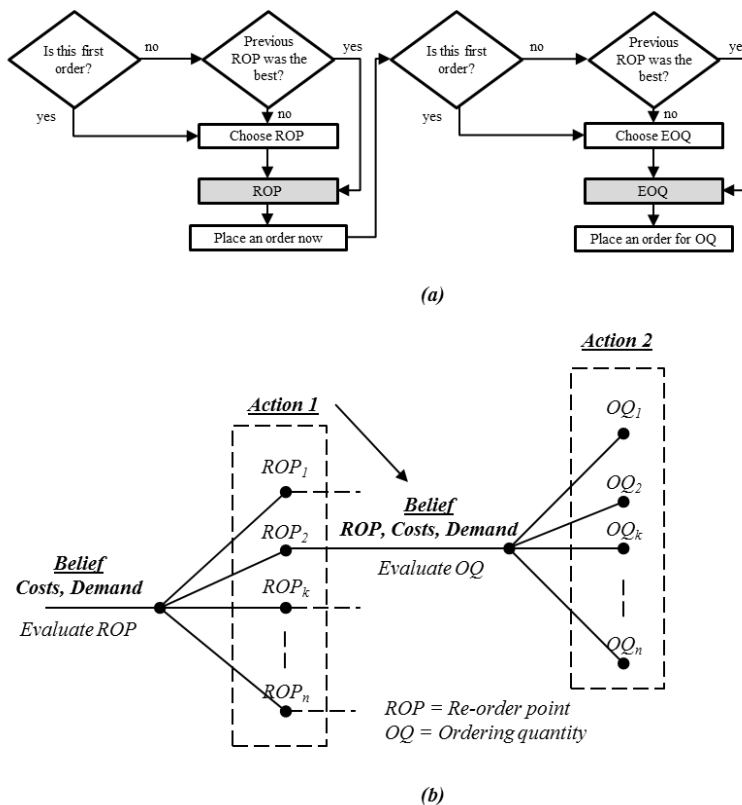 Is this first
order?
no
Previous
ROP was the
best?
yes
yes
no
Choose ROP
ROP
Place an order now
Is this first
order?
no
Previous
ROP was the
best?
yes
yes
no
Choose EOQ
EOQ
Place an order for OQ
(a)
Action 2
Action 1
OQ1
OQ2
OQk
OQn
ROP1
ROP2
ROPk
ROPn
Belief
ROP, Costs, Demand
Evaluate OQ
Belief
Costs, Demand
Evaluate ROP
ROP = Re-order point
OQ = Ordering quantity
(b)